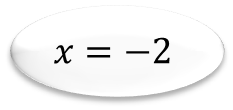 x = −2